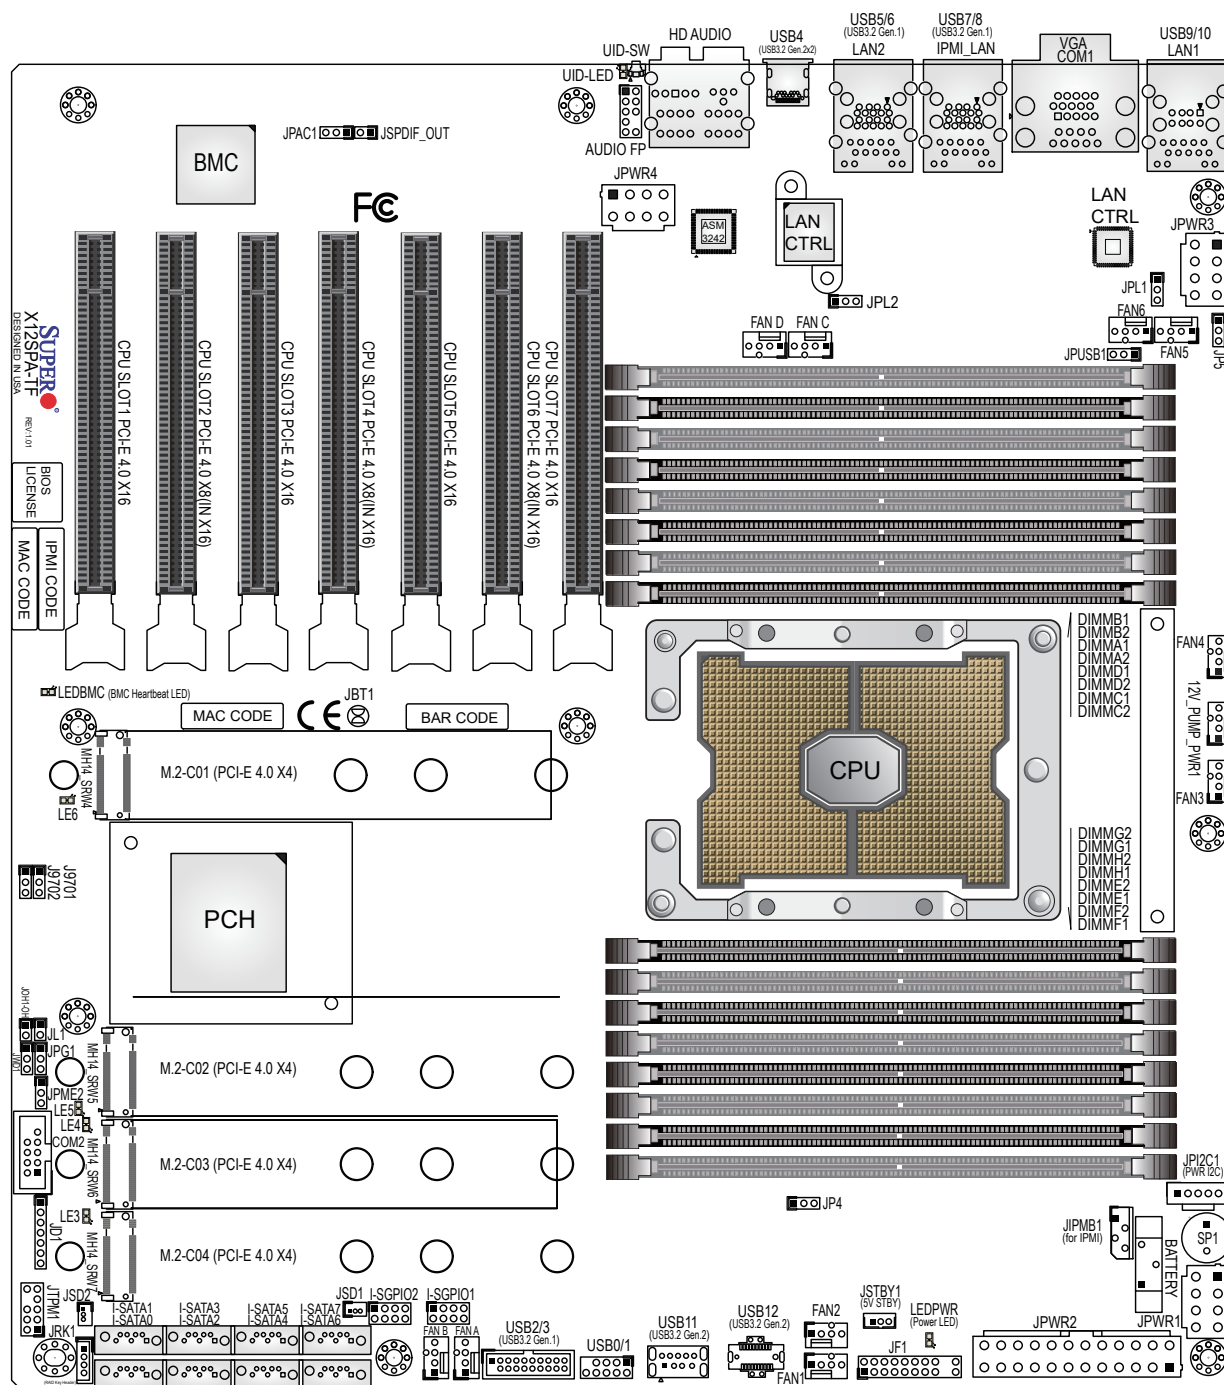 USB5/6
(USB3.2 Gen.1)
LAN2
USB7/8
(USB3.2 Gen.1)
IPMI_LAN
USB9/10
LAN1
HD AUDIO
USB4
(USB3.2 Gen.2x2)
VGA
COM1
UID-SW
UID-LED
AUDIO FP
JPAC1
JSPDIF_OUT
BMC
FC
JPWR4
ASM
3242
LAN
CTRL
LAN
CTRL
JPWR3
JPL1
JPL2
FAN D
FAN C
FAN6
FAN5
JPUSB1
JP5
SUPER
X12SPA-TF
DESIGNED IN USA
REV:1.01
BIOS
LICENSE
IPMI CODE
MAC CODE
CPU SLOT1 PCI-E 4.0 X16
CPU SLOT2 PCI-E 4.0 X8(IN X16)
CPU SLOT3 PCI-E 4.0 X16
CPU SLOT4 PCI-E 4.0 X8(IN X16)
CPU SLOT5 PCI-E 4.0 X16
CPU SLOT6 PCI-E 4.0 X8(IN X16)
CPU SLOT7 PCI-E 4.0 X16
DIMMB1
DIMMB2
DIMMA1
DIMMA2
DIMMD1
DIMMD2
DIMMC1
DIMMC2
FAN4
12V_PUMP_PWR1
FAN3
LEDBMC (BMC Heartbeat LED)
MAC CODE
CE
JBT1
BAR CODE
MH14_SRW4
M.2-C01 (PCI-E 4.0 X4)
LE6
CPU
DIMMG2
DIMMG1
DIMMH2
DIMMH1
DIMME2
DIMME1
DIMMF2
DIMMF1
J9701
J9702
PCH
JOH1-OH
JL1
JWD1
JPG1
MH14_SRW5
M.2-C02 (PCI-E 4.0 X4)
JPME2
LE5
LE4
COM2
MH14_SRW6
M.2-C03 (PCI-E 4.0 X4)
LE3
JD1
MH14_SRW7
M.2-C04 (PCI-E 4.0 X4)
JP4
JPI2C1
(PWR I2C)
JIPMB1
(for IPMI)
BATTERY
SP1
JTPM1
JSD2
JRK1
I-SATA1
I-SATA0
I-SATA3
I-SATA2
I-SATA5
I-SATA4
I-SATA7
I-SATA6
JSD1
I-SGPIO2
I-SGPIO1
FAN B
FAN A
USB2/3
(USB3.2 Gen.1)
USB0/1
USB11
(USB3.2 Gen.2)
USB12
(USB3.2 Gen.2)
FAN2
FAN1
JSTBY1
(5V STBY)
LEDPWR
(Power LED)
JF1
JPWR2
JPWR1